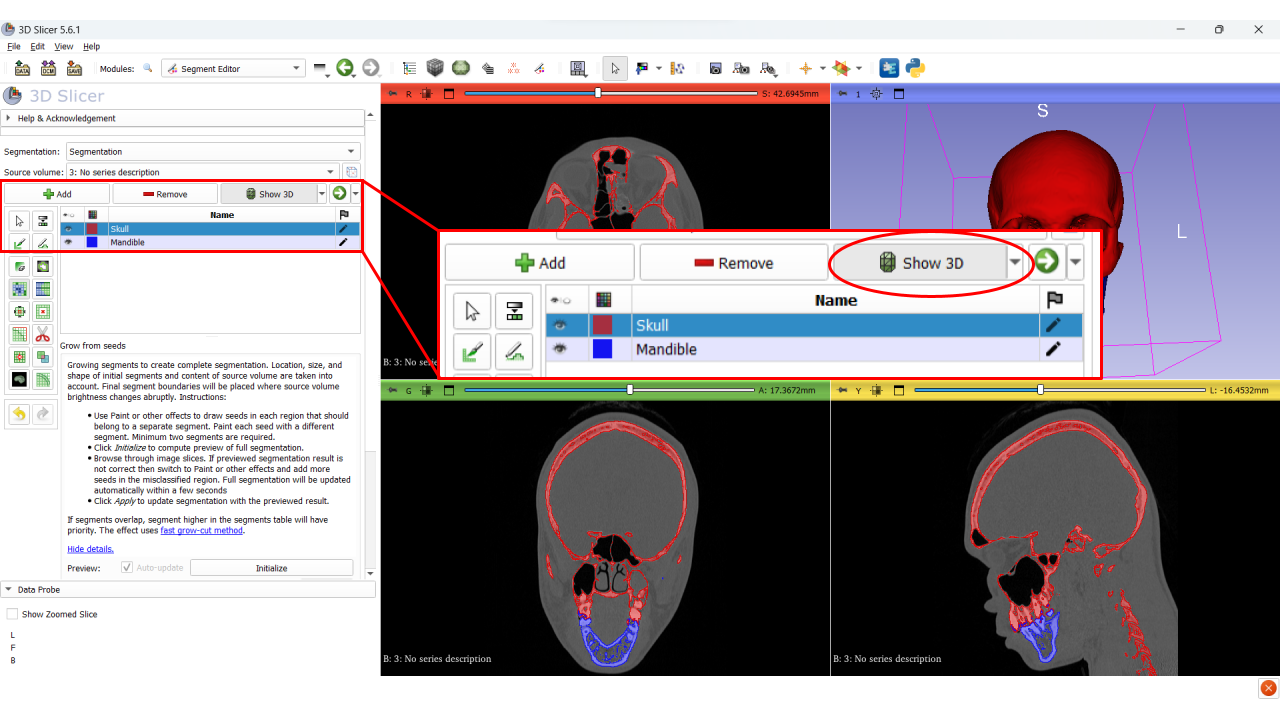 3D Slicer 5.6.1
File Edit View Help
DATA DCM SAVE Modules: Segment Editor
3D Slicer
Help & Acknowledgement
Segmentation: Segmentation
Source volume: 3: No series description
Add Remove Show 3D
Name
Skull
Mandible
Grow from seeds
Growing segments to create complete segmentation. Location, size, and
shape of initial segments and content of source volume are taken into
account. Final segment boundaries will be placed where source volume
brightness changes abruptly. Instructions:
• Use Paint or other effects to draw seeds in each region that should
belong to a separate segment. Paint each seed with a different
segment. Minimum two segments are required.
• Click Initialize to compute preview of full segmentation.
• Browse through image slices. If previewed segmentation result is
not correct then switch to Paint or other effects and add more
seeds in the misclassified region. Full segmentation will be updated
automatically within a few seconds
• Click Apply to update segmentation with the previewed result.
If segments overlap, segment higher in the segments table will have
priority. The effect uses fast grow-cut method.
Hide details.
Preview: Auto-update Initialize
Data Probe
Show Zoomed Slice
L
F
B
R S: 42.6945mm
B: 3: No serie
1
S
L
Add Remove Show 3D
Name
Skull
Mandible
G A: 17.3672mm
B: 3: No series description
Y L: -16.4532mm
B: 3: No series description